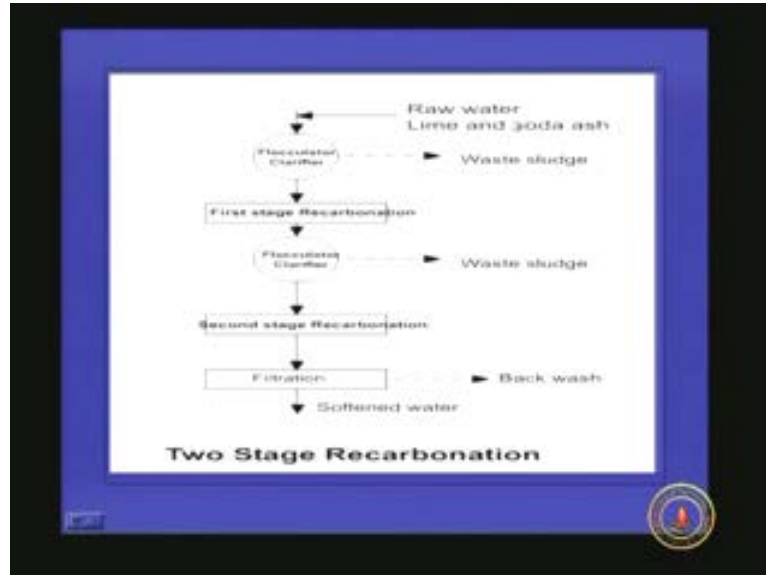 Raw water
Lime and soda ash
Flocculator
Clarifier
Waste sludge
First stage Recarbonation
Flocculator
Clarifier
Waste sludge
Second stage Recarbonation
Filtration
Back wash
Softened water
Two Stage Recarbonation